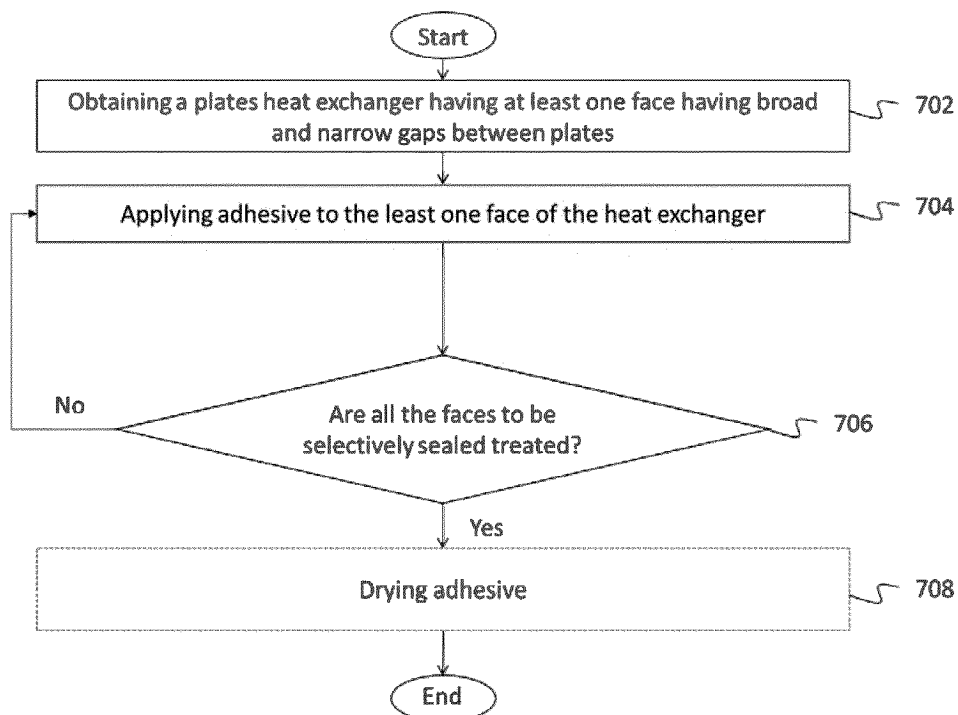 Start
Obtaining a plates heat exchanger having at least one face having broad
and narrow gaps between plates
702
Applying adhesive to the least one face of the heat exchanger
704
No
Are all the faces to be
selectively sealed treated?
706
Yes
Drying adhesive
708
End